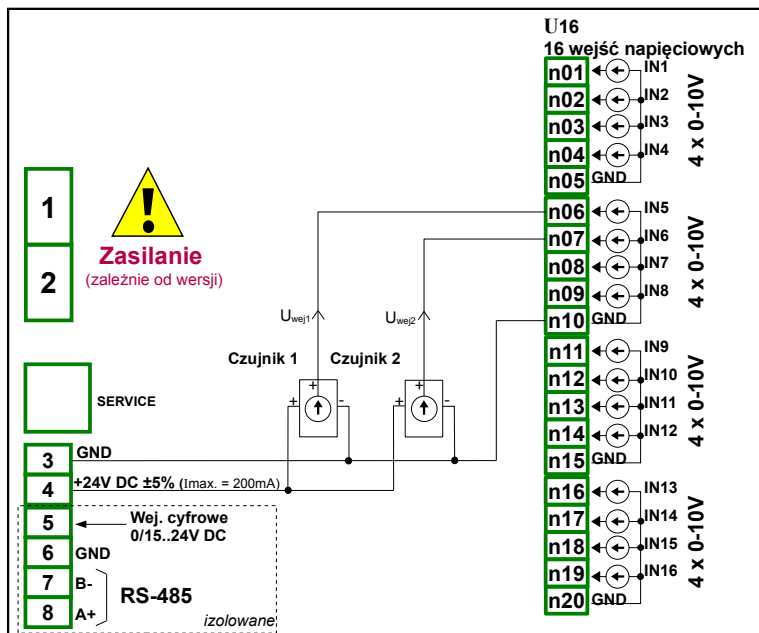 U16
16 wejść napięciowych
n01
IN1
n02
IN2
n03
IN3
n04
IN4
n05
GND
4 x 0-10V
n06
IN5
n07
IN6
n08
IN7
n09
IN8
n10
GND
4 x 0-10V
n11
IN9
n12
IN10
n13
IN11
n14
IN12
n15
GND
4 x 0-10V
n16
IN13
n17
IN14
n18
IN15
n19
IN16
n20
GND
4 x 0-10V
1
2
!
Zasilanie
(zależnie od wersji)
Uwej1
Uwej2
Czujnik 1
Czujnik 2
+
+
-
+
+
-
SERVICE
3
GND
4
+24V DC ±5% (Imax. = 200mA)
5
Wej. cyfrowe
0/15..24V DC
6
GND
7
B-
8
A+
RS-485
izolowane